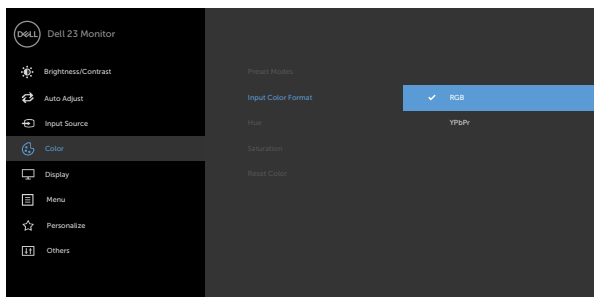 DELL Dell 23 Monitor
Brightness/Contrast
Preset Modes
Auto Adjust
Input Color Format
RGB
Input Source
Hue
YPbPr
Color
Saturation
Display
Reset Color
Menu
Personalize
Others